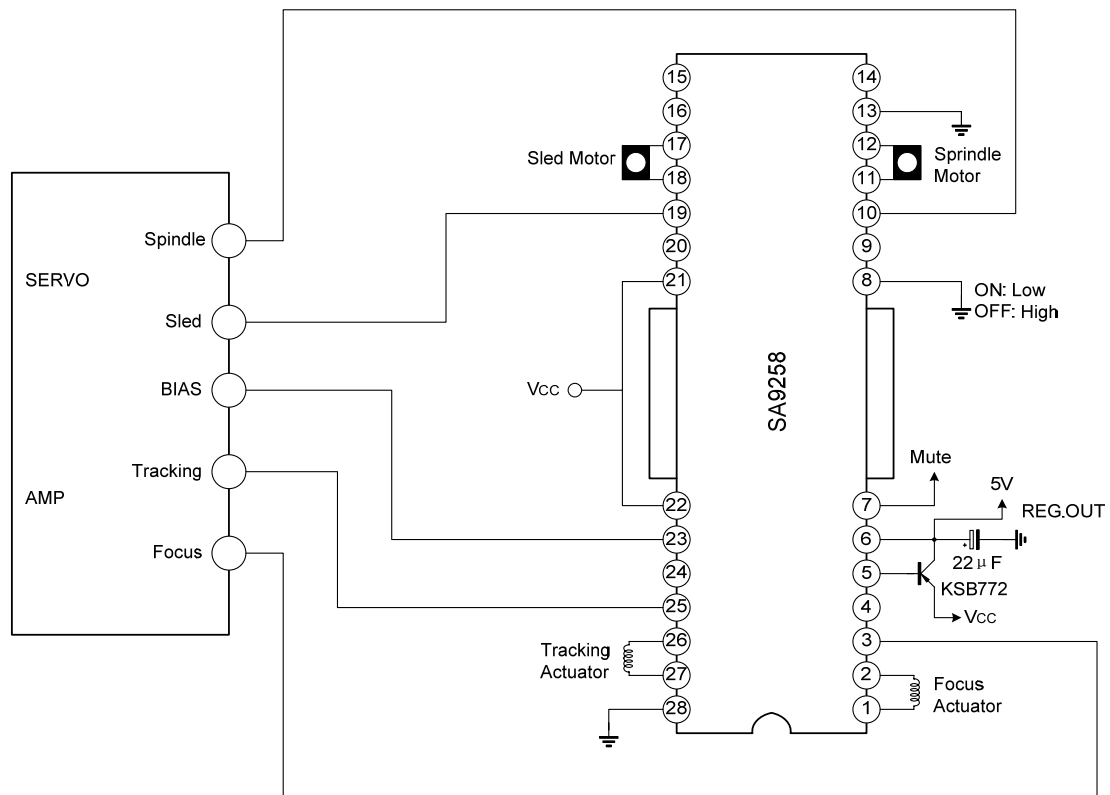 15
14
16
13
17
12
Sled Motor
Sprindle
Motor
18
11
19
10
Spindle
20
9
SERVO
21
8
ON: Low
OFF: High
Sled
BIAS
Vcc
SA9258
Tracking
Mute
AMP
22
7
5V
REG.OUT
23
6
Focus
22μF
24
5
KSB772
25
4
Vcc
26
3
Tracking
Actuator
27
2
Focus
Actuator
28
1